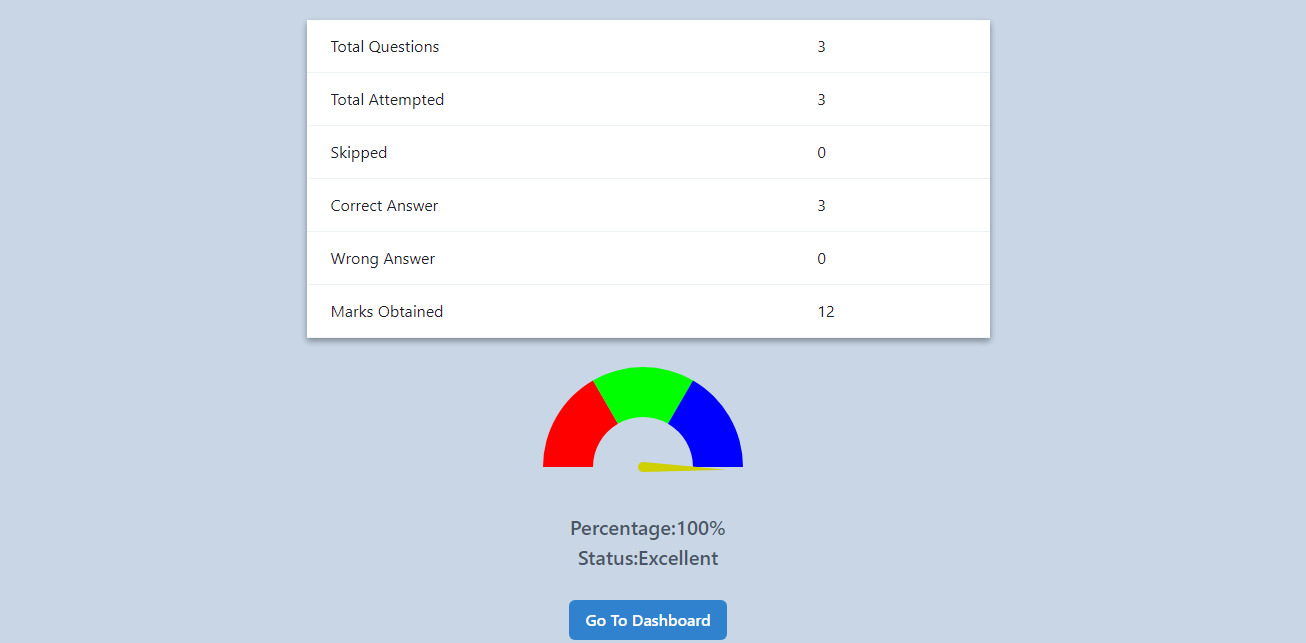 Total Questions 3
Total Attempted 3
Skipped 0
Correct Answer 3
Wrong Answer 0
Marks Obtained 12
Percentage:100%
Status:Excellent
Go To Dashboard